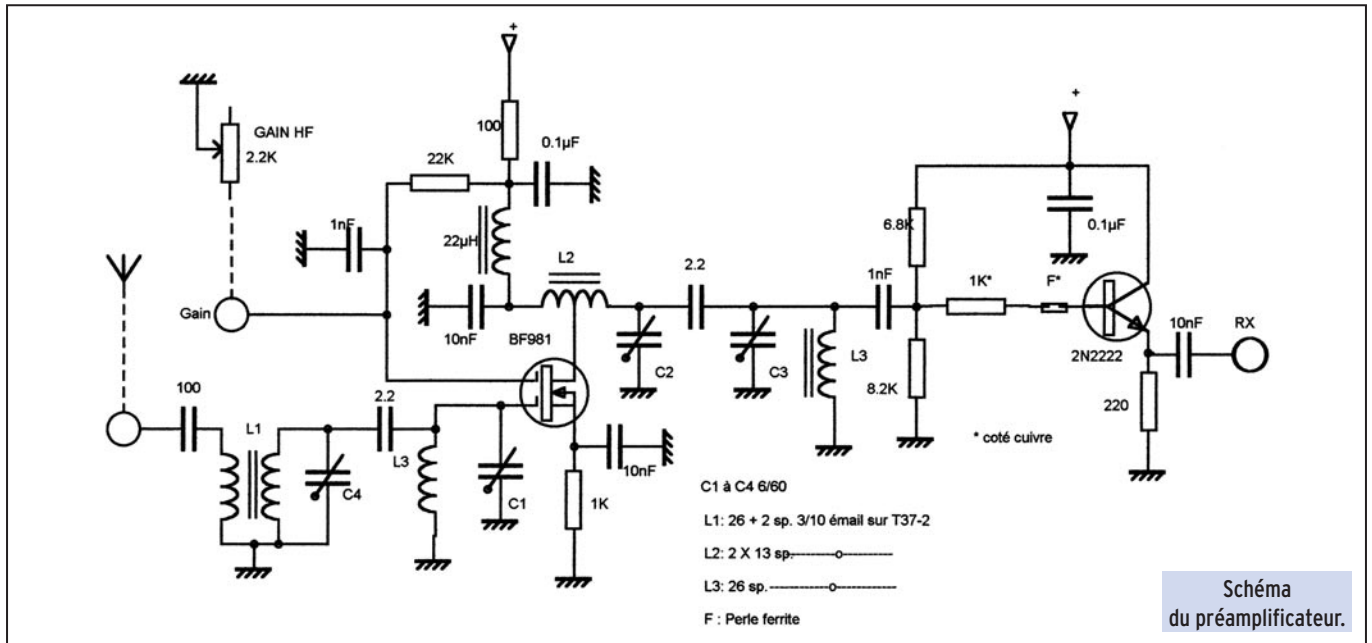 +
100
0.1µF
22K
GAIN HF
2.2K
1nF
22µH
L2
Gain
10nF
BF981
2.2
C2
C3
L3
1nF
6.8K
8.2K
1K*
F*
+
0.1µF
2N2222
10nF
RX
220
* coté cuivre
100
L1
C4
2.2
L3
C1
10nF
1K
C1 à C4 6/60
L1: 26 + 2 sp. 3/10 émail sur T37-2
L2: 2 X 13 sp.-----------o-----------
L3: 26 sp. -------------o-----------
F : Perle ferrite
Schéma
du préamplificateur.